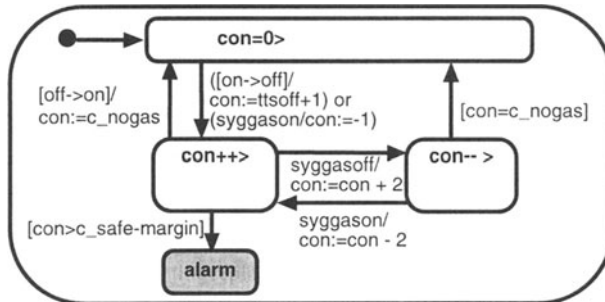 con=0>
[off->on]/
con:=c_nogas
([on->off]/
con:=ttsoff+1) or
(syggason/con:=-1)
[con=c_nogas]
con++>
syggasoff/
con:=con + 2
con-- >
syggason/
con:=con - 2
[con>c_safe-margin]
alarm